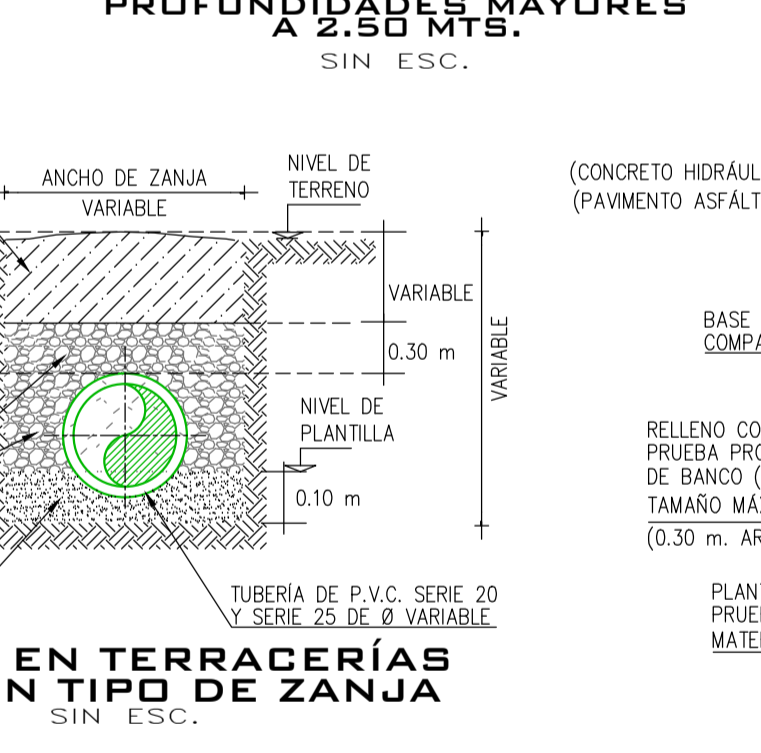 PROFUNDIDADES MAYORES
A 2.50 MTS.
SIN ESC.
ANCHO DE ZANJA
VARIABLE
NIVEL DE
TERRENO
VARIABLE
0.30 m
VARIABLE
NIVEL DE
PLANTILLA
0.10 m
TUBERÍA DE P.V.C. SERIE 20
Y SERIE 25 DE Ø VARIABLE
EN TERRACERÍAS
N TIPO DE ZANJA
SIN ESC.
(CONCRETO HIDRÁUL
(PAVIMENTO ASFÁLT
BASE
COMPA
RELLENO CO
PRUEBA PRO
DE BANCO (
TAMAÑO MÁ
(0.30 m. AR
PLAN
PRUE
MATE